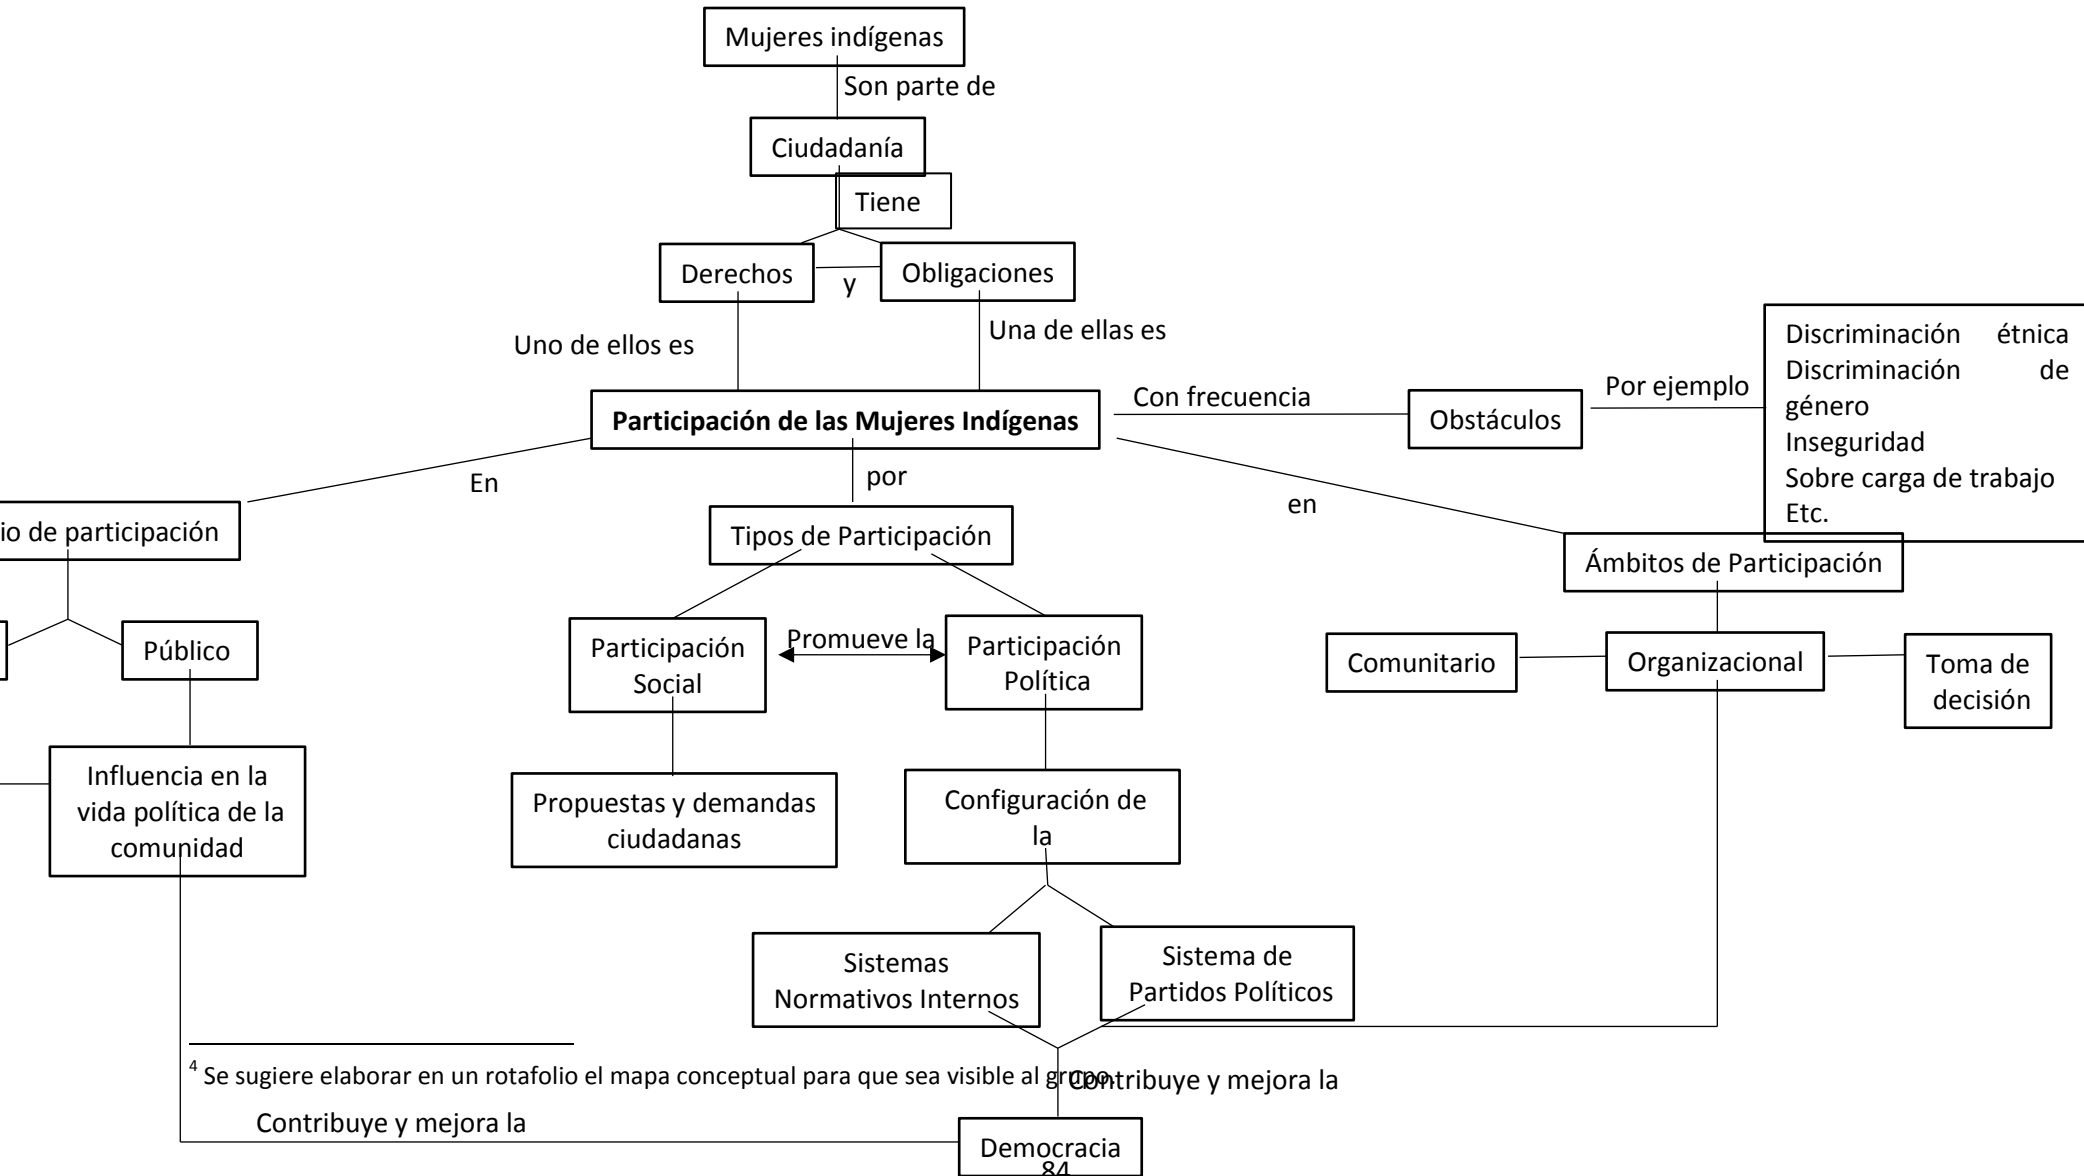 Mujeres indígenas
Son parte de
Ciudadanía
Tiene
Derechos
y
Obligaciones
Uno de ellos es
Una de ellas es
Participación de las Mujeres Indígenas
Con frecuencia
Obstáculos
Por ejemplo
Discriminación étnica
Discriminación de
género
Inseguridad
Sobre carga de trabajo
Etc.
En
por
en
io de participación
Tipos de Participación
Ámbitos de Participación
Público
Participación
Social
Promueve la
Participación
Política
Comunitario
Organizacional
Toma de
decisión
Influencia en la
vida política de la
comunidad
Propuestas y demandas
ciudadanas
Configuración de
la
Sistemas
Normativos Internos
Sistema de
Partidos Políticos
4 Se sugiere elaborar en un rotafolio el mapa conceptual para que sea visible al grupo.
Contribuye y mejora la
Contribuye y mejora la
Democracia
84